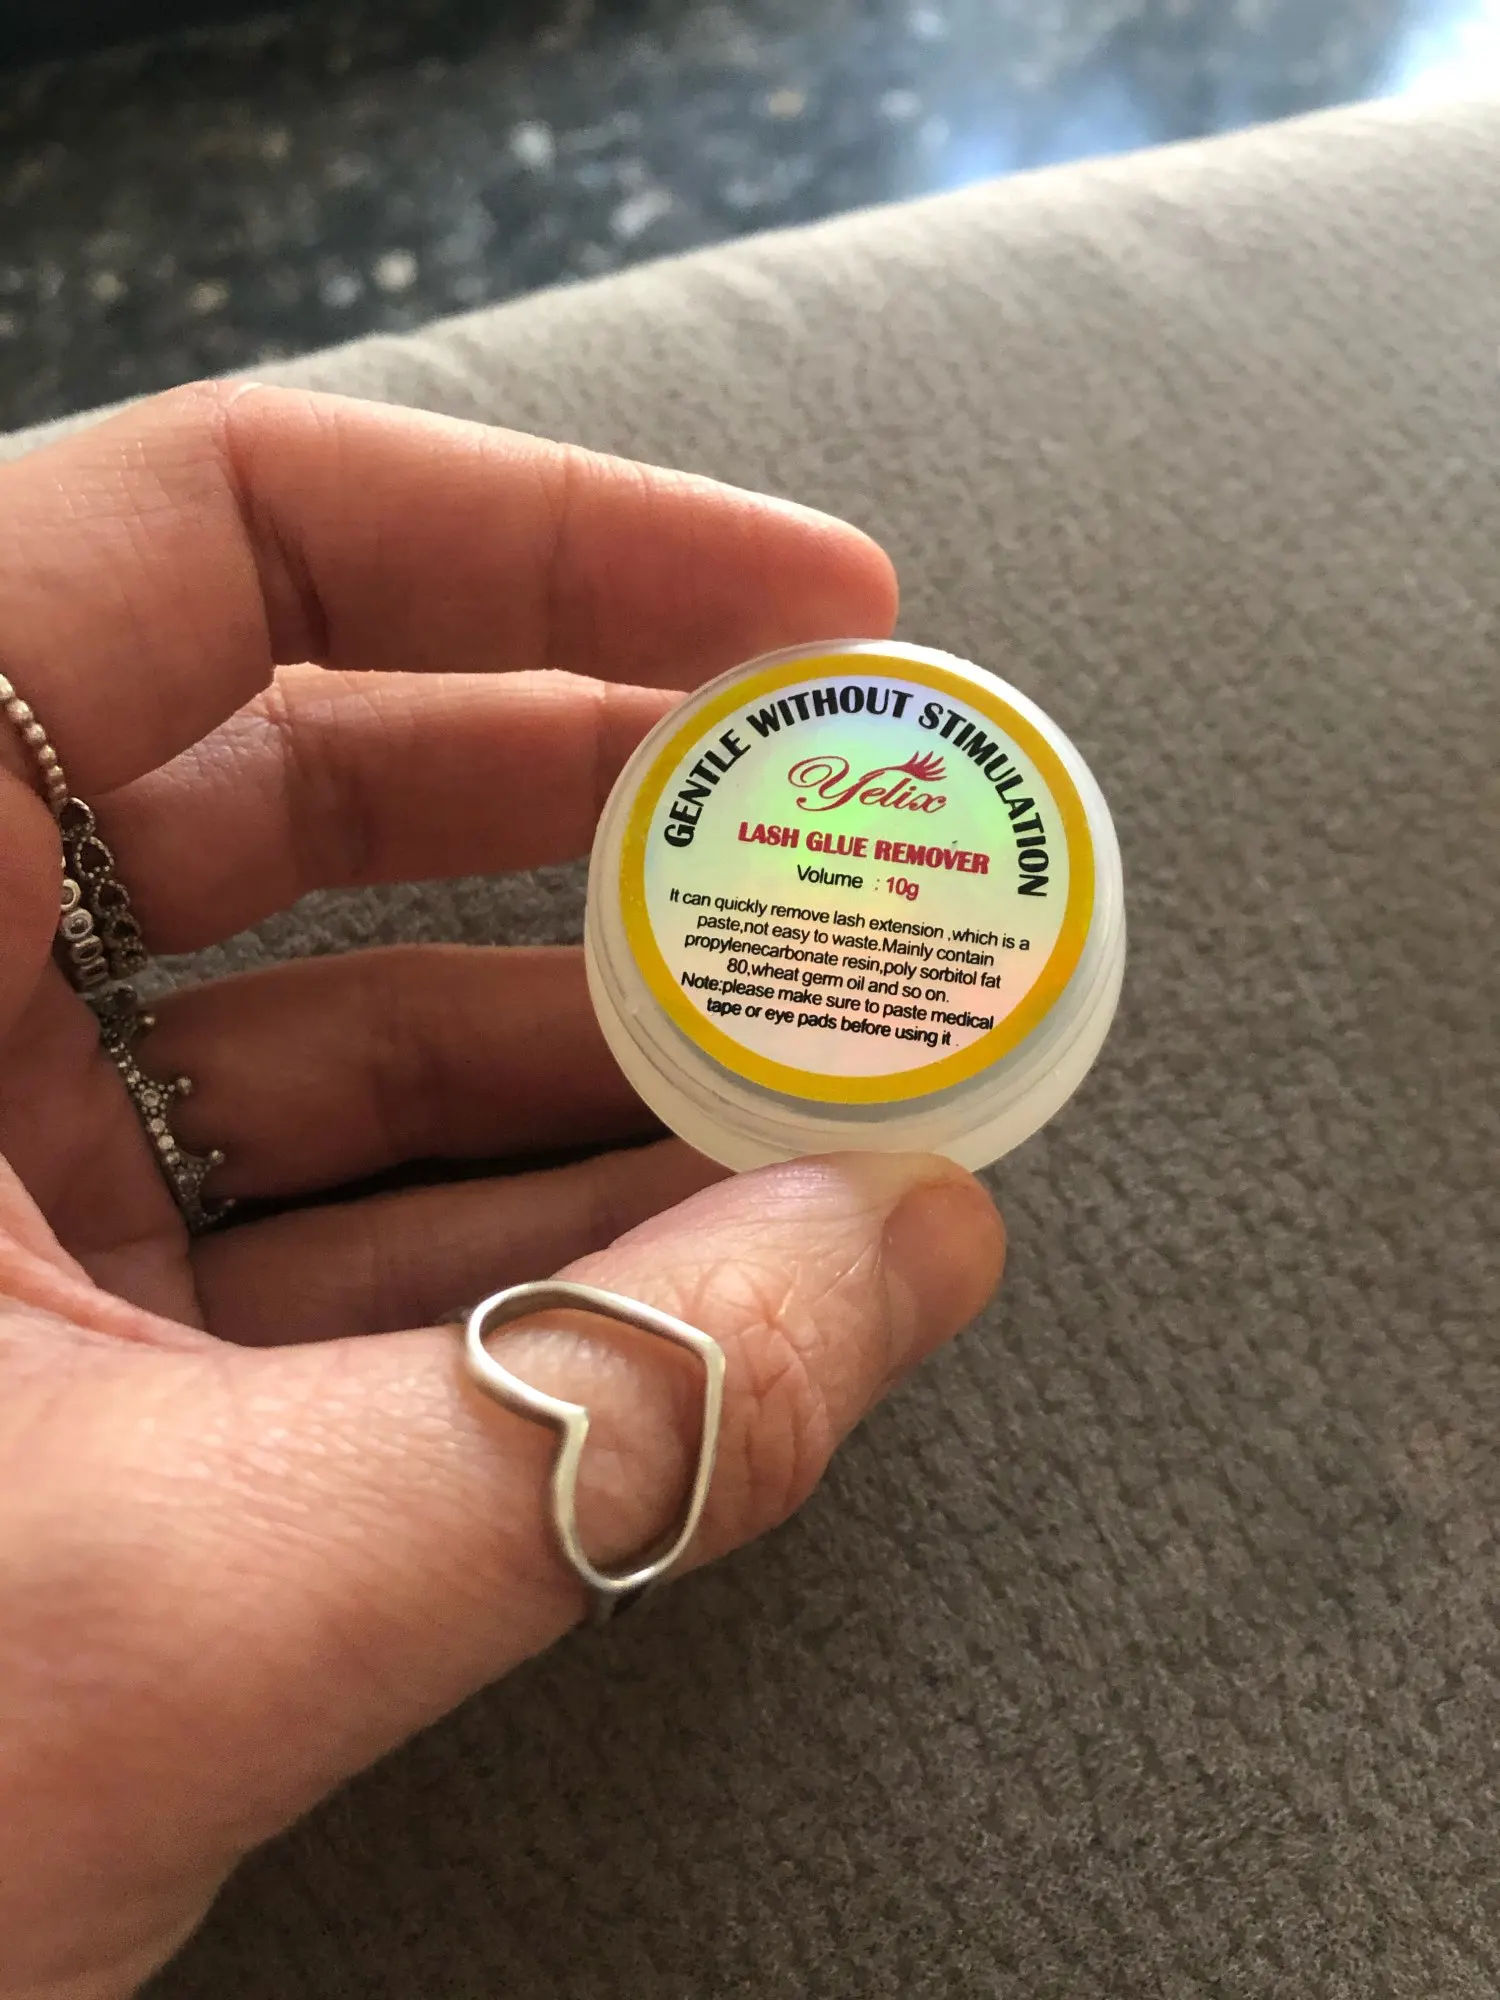 GENTLE WITHOUT STIMULATION
Yelix
LASH GLUE REMOVER
Volume : 10g
It can quickly remove lash extension ,which is a
paste,not easy to waste.Mainly contain
propylenecarbonate resin,poly sorbitol fat
80,wheat germ oil and so on.
Note:please make sure to paste medical
tape or eye pads before using it .